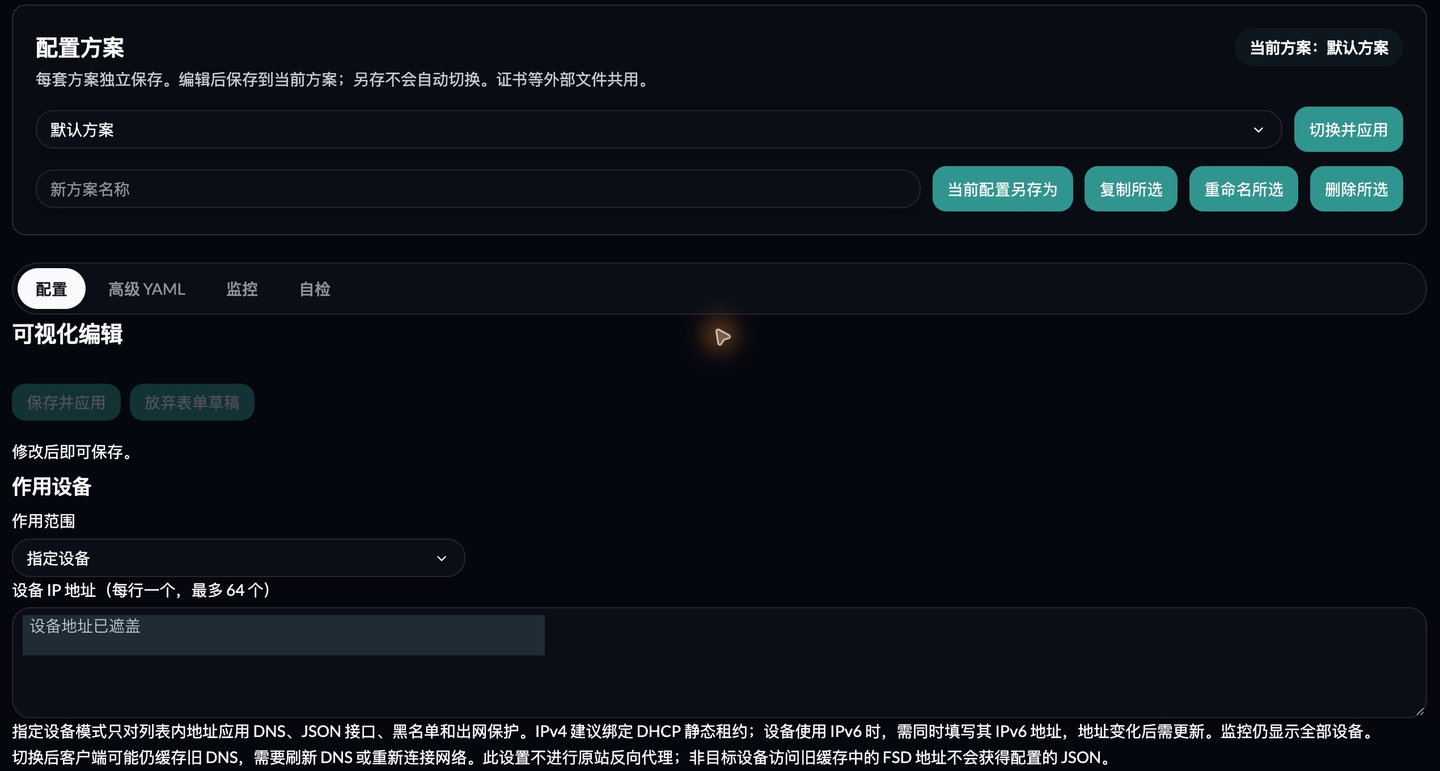 配置方案
当前方案：默认方案
每套方案独立保存。编辑后保存到当前方案；另存不会自动切换。证书等外部文件共用。
默认方案
切换并应用
新方案名称
当前配置另存为
复制所选
重命名所选
删除所选
配置
高级 YAML
监控
自检
可视化编辑
保存并应用
放弃表单草稿
修改后即可保存。
作用设备
作用范围
指定设备
设备 IP 地址（每行一个，最多 64 个）
设备地址已遮盖
指定设备模式只对列表内地址应用 DNS、JSON 接口、黑名单和出网保护。IPv4 建议绑定 DHCP 静态租约；设备使用 IPv6 时，需同时填写其 IPv6 地址，地址变化后需更新。监控仍显示全部设备。
切换后客户端可能仍缓存旧 DNS，需要刷新 DNS 或重新连接网络。此设置不进行原站反向代理；非目标设备访问旧缓存中的 FSD 地址不会获得配置的 JSON。